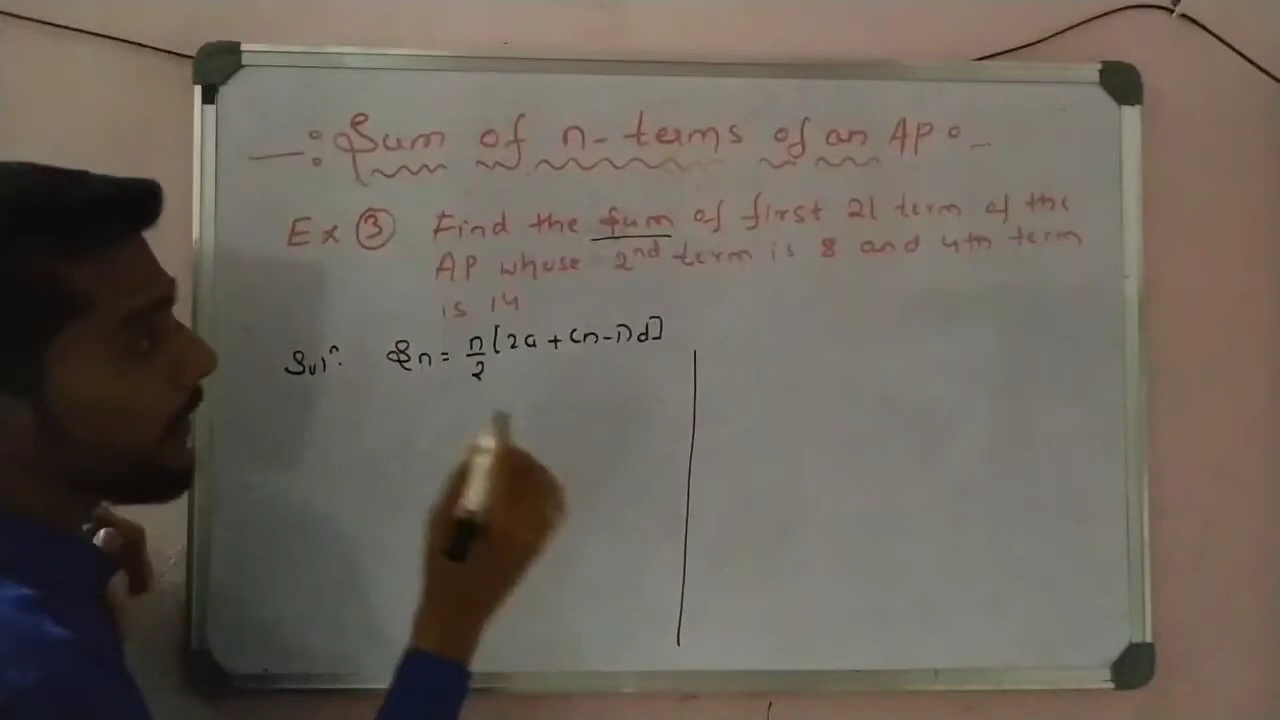 —: Sum of n-terms of an AP :-
Ex ③ Find the sum of first 21 term of the
AP whose 2nd term is 8 and 4th term
is 14
Solⁿ. Sn = n/2 [2a + (n-1)d]